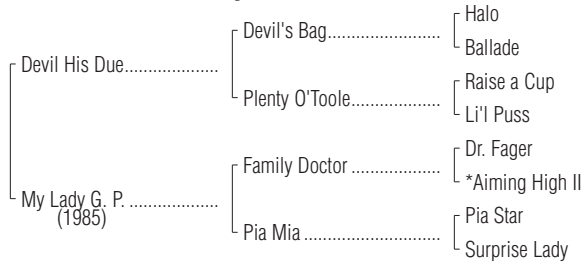 Halo
Devil's Bag....................
Ballade
Devil His Due...................
Raise a Cup
Plenty O'Toole..................
Li'l Puss
Dr. Fager
Family Doctor ..................
*Aiming High II
My Lady G. P. ..................
(1985)
Pia Star
Pia Mia ...........................
Surprise Lady